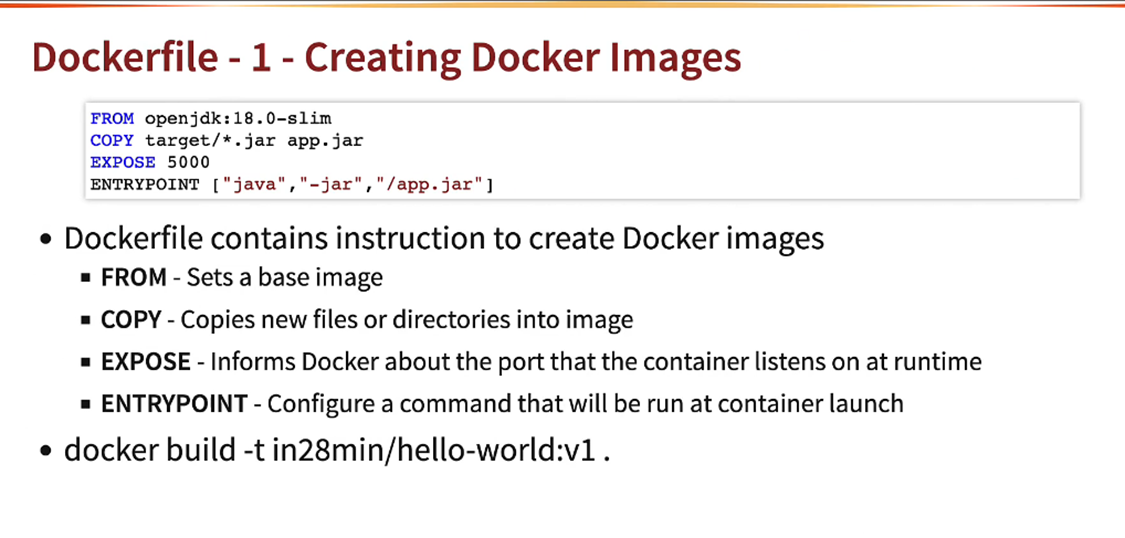 Dockerfile - 1 - Creating Docker Images
FROM openjdk:18.0-slim
COPY target/*.jar app.jar
EXPOSE 5000
ENTRYPOINT ["java","-jar","/app.jar"]
• Dockerfile contains instruction to create Docker images
▪ FROM - Sets a base image
▪ COPY - Copies new files or directories into image
▪ EXPOSE - Informs Docker about the port that the container listens on at runtime
▪ ENTRYPOINT - Configure a command that will be run at container launch
• docker build -t in28min/hello-world:v1 .